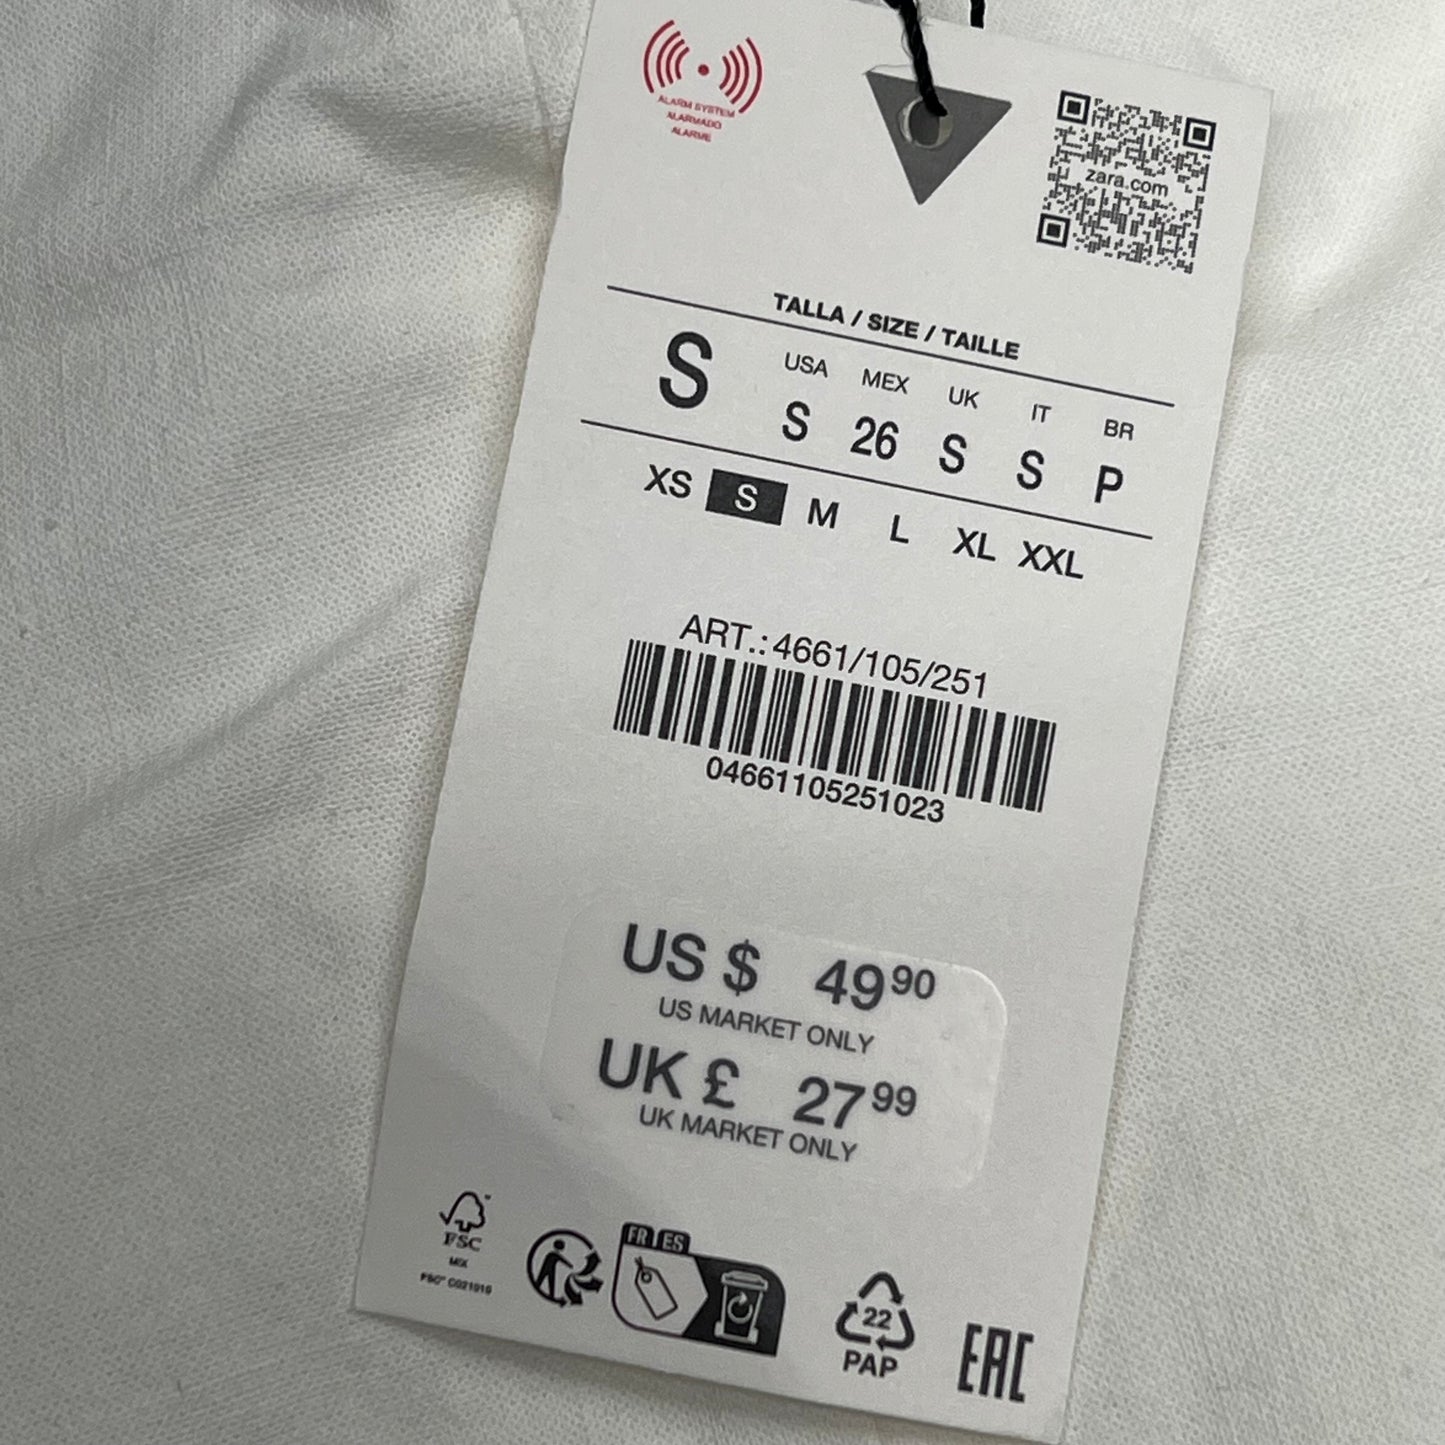 ALARM SYSTEM
ALARMADO
ALARME
zara.com
TALLA / SIZE / TAILLE
S
USA MEX UK IT BR
S 26 S S P
XS S M L XL XXL
ART.: 4661/105/251
04661105251023
US $ 49 90
US MARKET ONLY
UK £ 27 99
UK MARKET ONLY
FSC
MIX
FSC™ C021010
FR ES
22
PAP
EAC